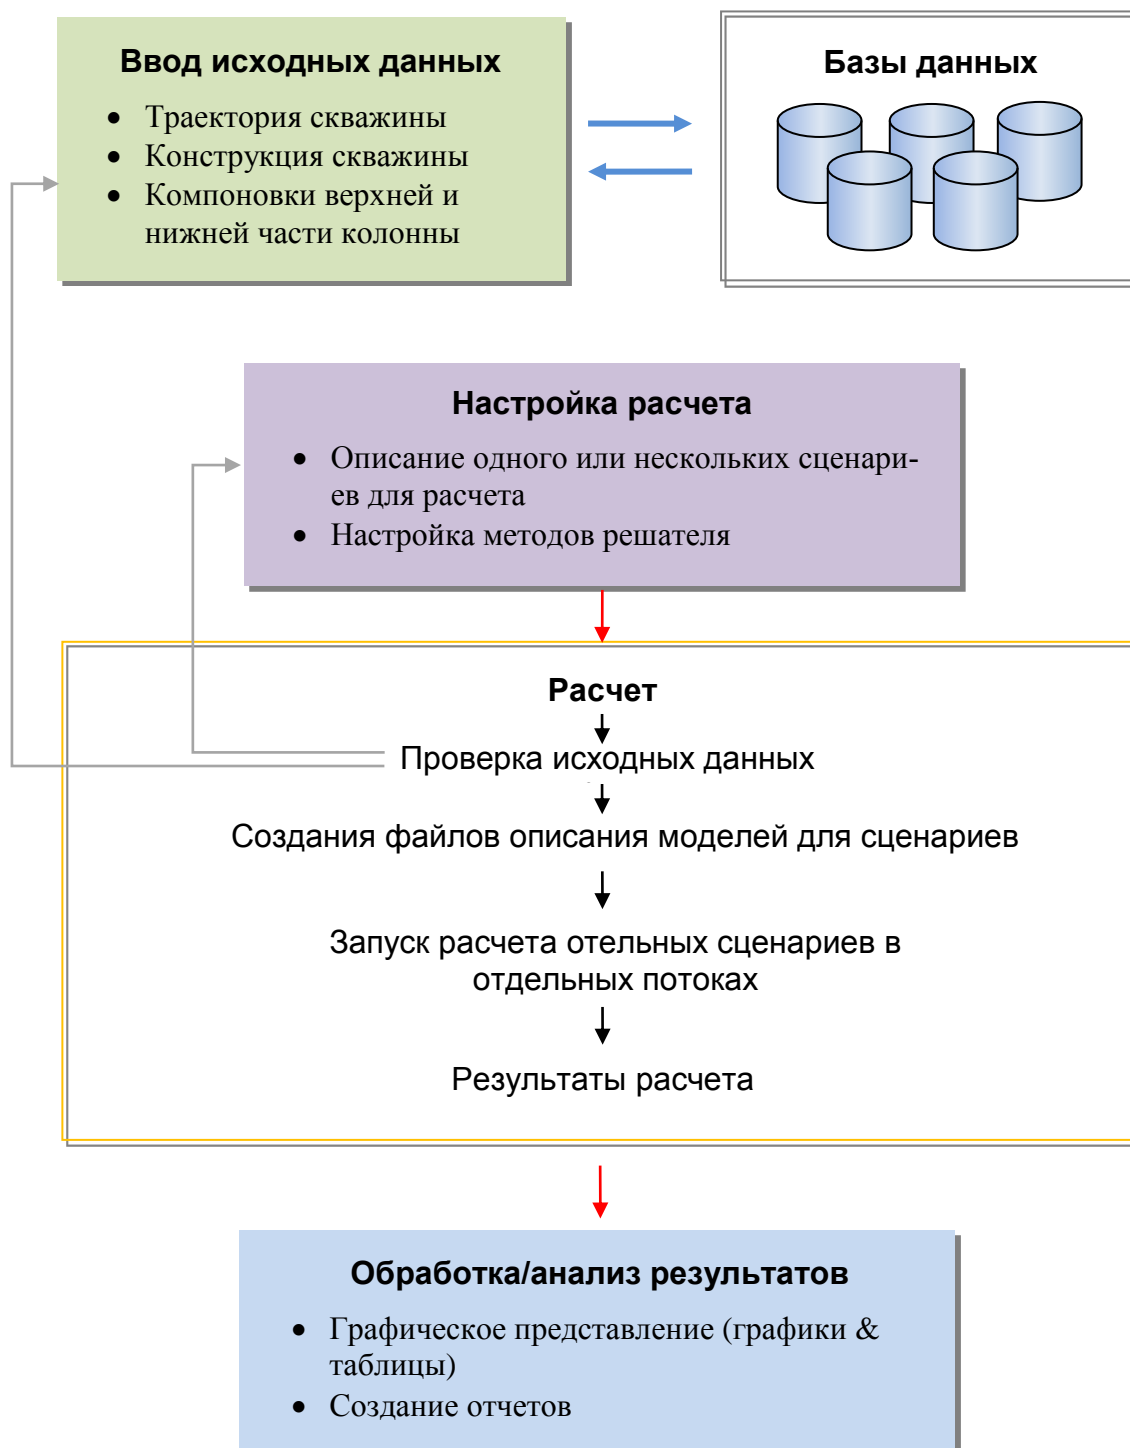 Ввод исходных данных
• Траектория скважины
• Конструкция скважины
• Компоновки верхней и
нижней части колонны
Базы данных
Настройка расчета
• Описание одного или нескольких сценари-
ев для расчета
• Настройка методов решателя
Расчет
Проверка исходных данных
Создания файлов описания моделей для сценариев
Запуск расчета отельных сценариев в
отдельных потоках
Результаты расчета
Обработка/анализ результатов
• Графическое представление (графики &
таблицы)
• Создание отчетов